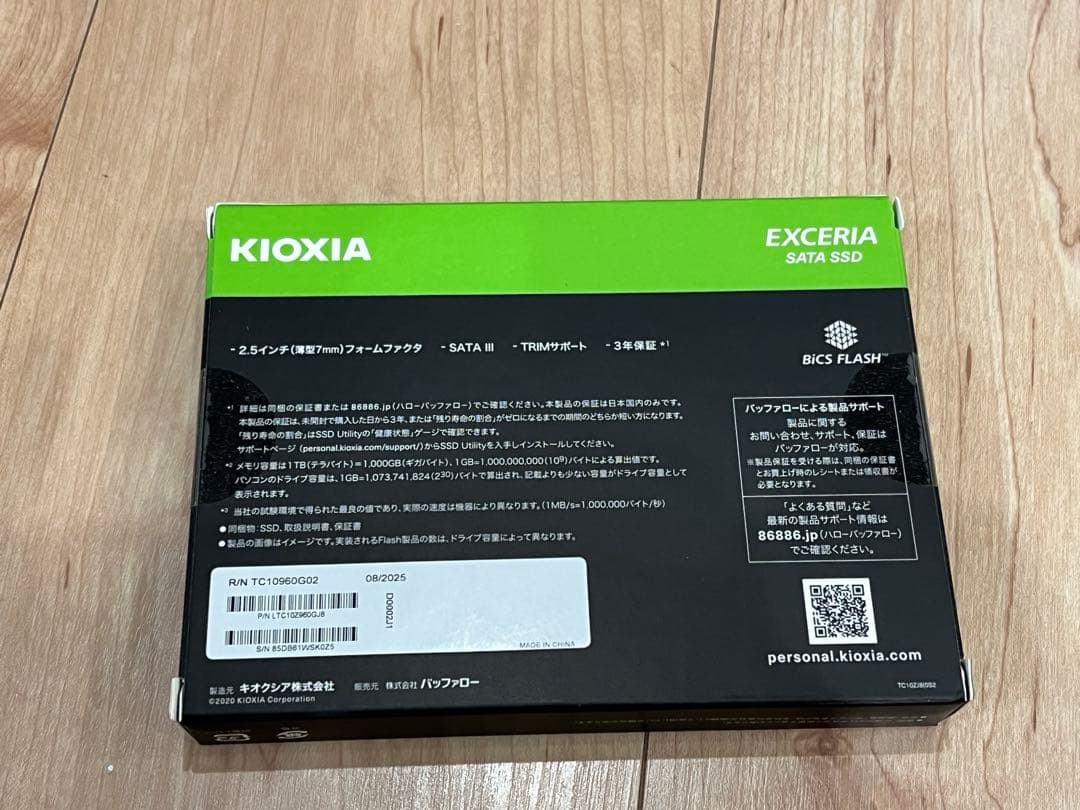 KIOXIA
EXCERIA
SATA SSD
- 2.5インチ(薄型7mm)フォームファクタ - SATA III - TRIMサポート - 3年保証 *1
BiCS FLASH™
*1 詳細は同梱の保証書または 86886.jp(ハローバッファロー)でご確認ください。本製品の保証は日本国内のみです。
本製品の保証は、未開封で購入した日から3年、または「残り寿命の割合」がゼロになるまでの期間のどちらか短い方になります。
「残り寿命の割合」はSSD Utilityの「健康状態」ゲージで確認できます。
サポートページ (personal.kioxia.com/support/)からSSD Utilityを入手しインストールしてください。
*2 メモリ容量は1TB(テラバイト)=1,000GB(ギガバイト)、1GB=1,000,000,000(10⁹)バイトによる算出値です。
パソコンのドライブ容量は、1GB=1,073,741,824(2³⁰)バイトで算出され、記載よりも少ない容量がドライブ容量として
表示されます。
*3 当社の試験環境で得られた最良の値であり、実際の速度は機器により異なります。(1MB/s=1,000,000バイト/秒)
● 同梱物：SSD、取扱説明書、保証書
● 製品の画像はイメージです。実装されるFlash製品の数は、ドライブ容量によって異なります。
バッファローによる製品サポート
製品に関する
お問い合わせ、サポート、保証は
バッファローが対応。
※製品保証を受ける際は、同梱の保証書
とお買上げ時のレシートまたは領収書が
必要となります。
「よくある質問」など
最新の製品サポート情報は
86886.jp(ハローバッファロー)
でご確認ください。
R/N TC10960G02
08/2025
P/N LTC10Z960GJ8
D0002J1
S/N 85DB61WSK0Z5
MADE IN CHINA
personal.kioxia.com
製造元 キオクシア株式会社 販売元 株式会社 バッファロー
©2020 KIOXIA Corporation
TC10ZJ8(0S2